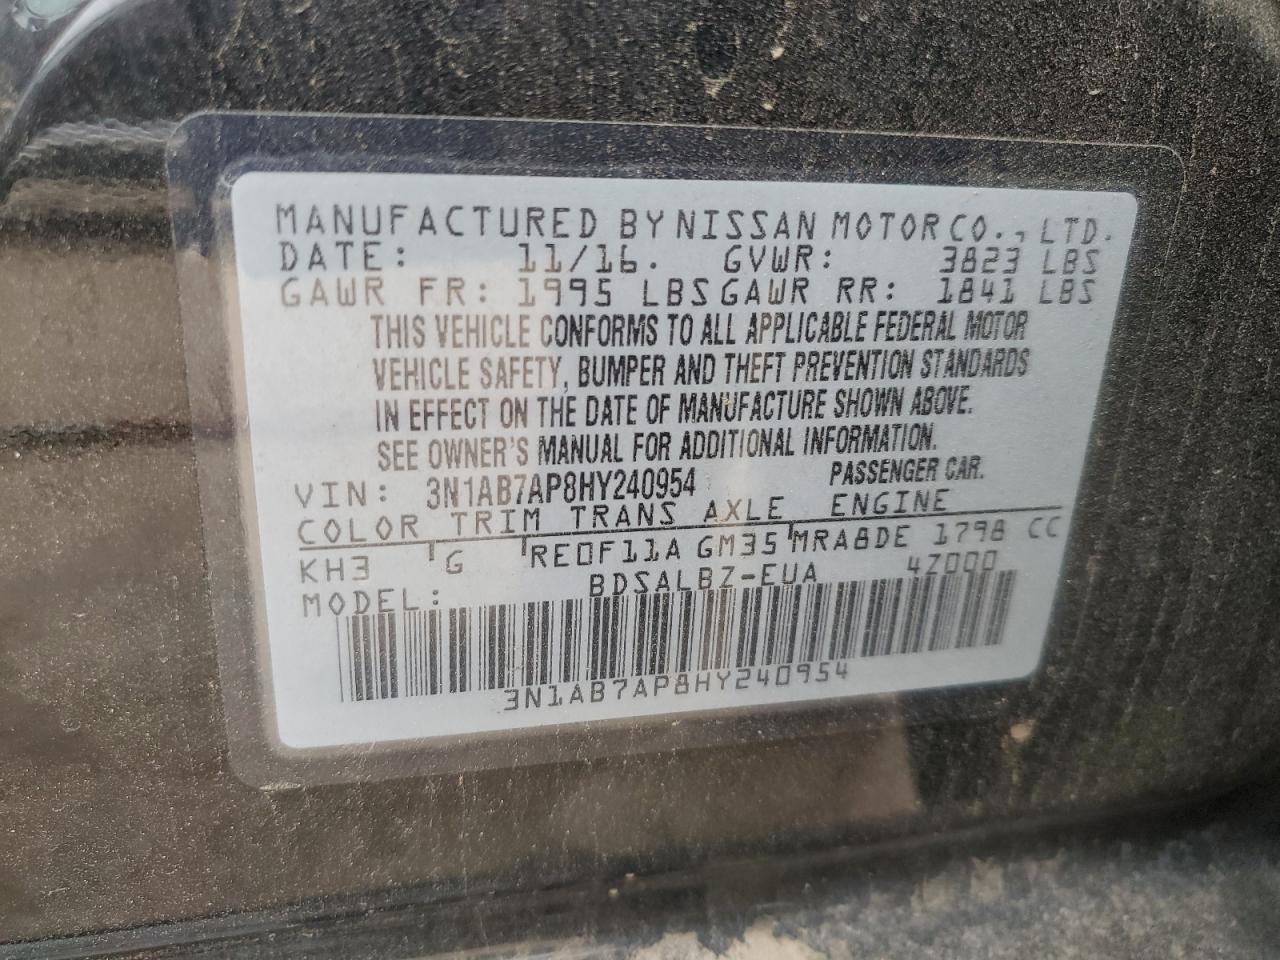 MANUFACTURED BY NISSAN MOTOR CO., LTD.
DATE: 11/16. GVWR: 3823 LBS
GAWR FR: 1995 LBS GAWR RR: 1841 LBS
THIS VEHICLE CONFORMS TO ALL APPLICABLE FEDERAL MOTOR
VEHICLE SAFETY, BUMPER AND THEFT PREVENTION STANDARDS
IN EFFECT ON THE DATE OF MANUFACTURE SHOWN ABOVE.
SEE OWNER'S MANUAL FOR ADDITIONAL INFORMATION.
VIN: 3N1AB7AP8HY240954 PASSENGER CAR.
COLOR TRIM TRANS AXLE ENGINE
KH3 G RE0F11A GM35 MRA8DE 1798 CC
MODEL: BDSALBZ-EUA 4Z000
3N1AB7AP8HY240954